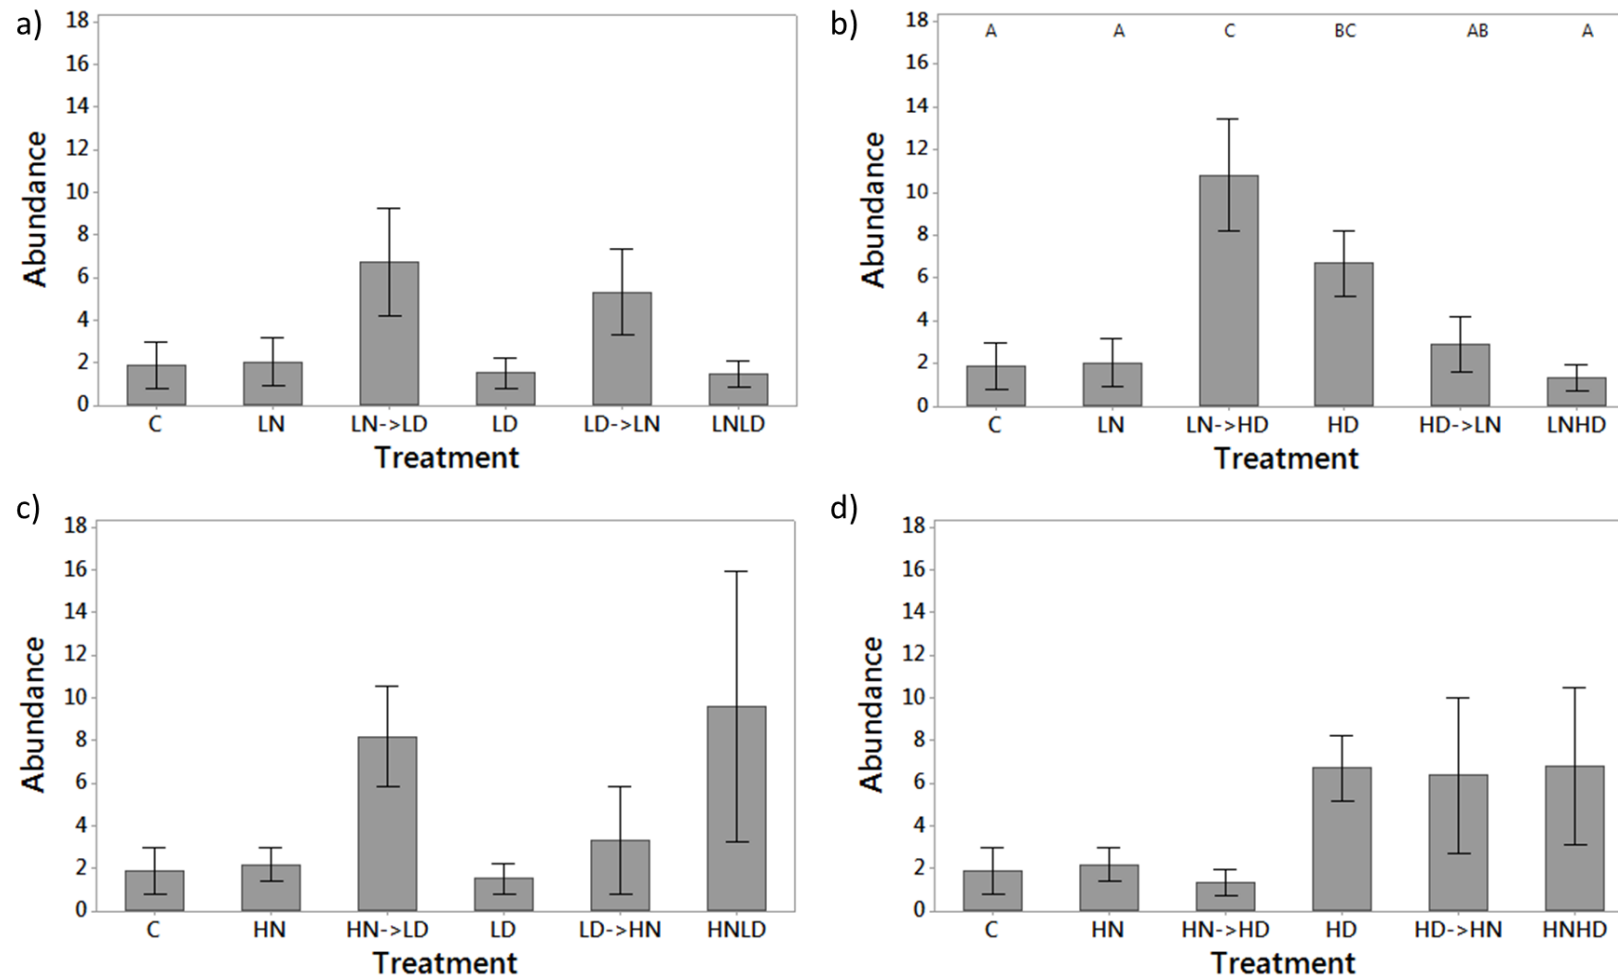 a)
18
16
14
12
10
8
6
4
2
0
Abundance
C LN LN->LD LD LD->LN LNLD
Treatment
b)
A A C BC AB A
18
16
14
12
10
8
6
4
2
0
Abundance
C LN LN->HD HD HD->LN LNHD
Treatment
c)
18
16
14
12
10
8
6
4
2
0
Abundance
C HN HN->LD LD LD->HN HNLD
Treatment
d)
18
16
14
12
10
8
6
4
2
0
Abundance
C HN HN->HD HD HD->HN HNHD
Treatment